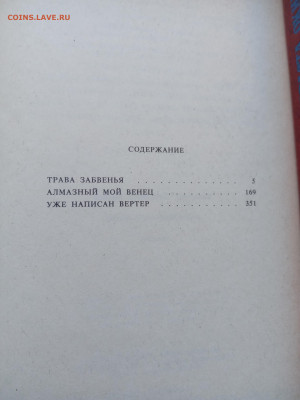 COINS.LAVE.RU
СОДЕРЖАНИЕ
ТРАВА ЗАБВЕНЬЯ . . . . . . . . . . . . 5
АЛМАЗНЫЙ МОЙ ВЕНЕЦ . . . . . . . . . . 169
УЖЕ НАПИСАН ВЕРТЕР . . . . . . . . . . . 351